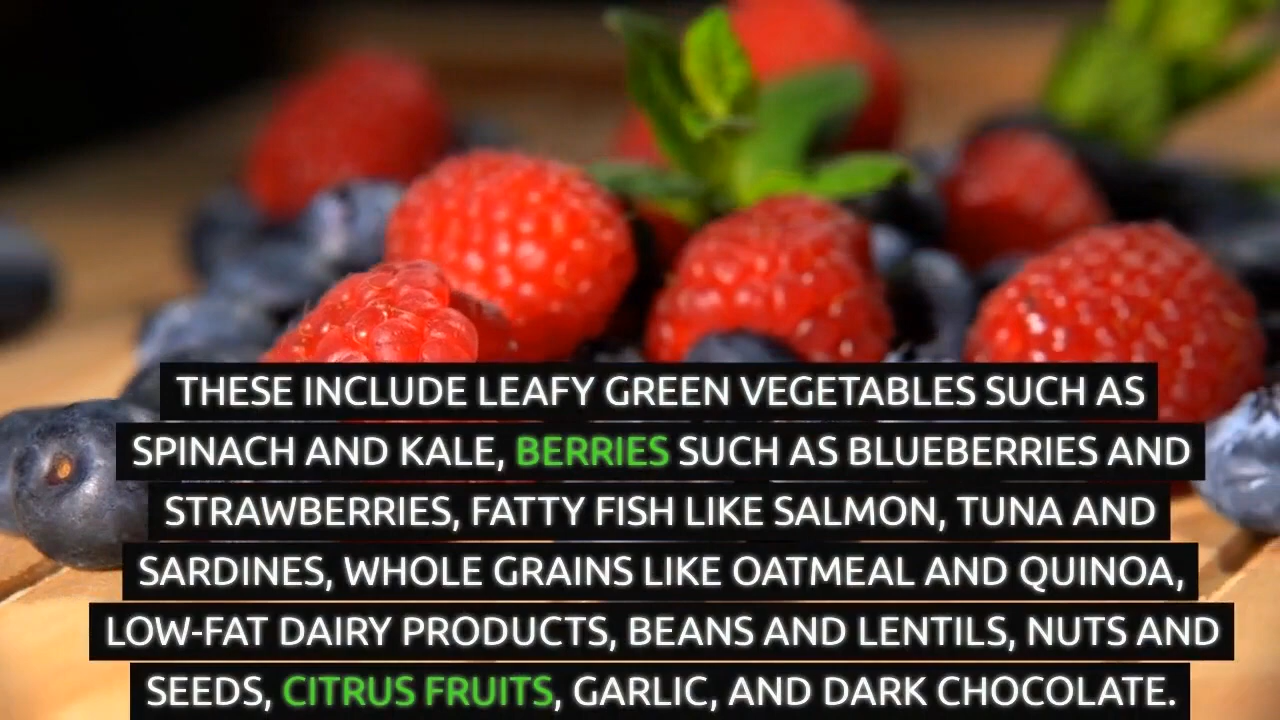 THESE INCLUDE LEAFY GREEN VEGETABLES SUCH AS
SPINACH AND KALE, BERRIES SUCH AS BLUEBERRIES AND
STRAWBERRIES, FATTY FISH LIKE SALMON, TUNA AND
SARDINES, WHOLE GRAINS LIKE OATMEAL AND QUINOA,
LOW-FAT DAIRY PRODUCTS, BEANS AND LENTILS, NUTS AND
SEEDS, CITRUS FRUITS, GARLIC, AND DARK CHOCOLATE.